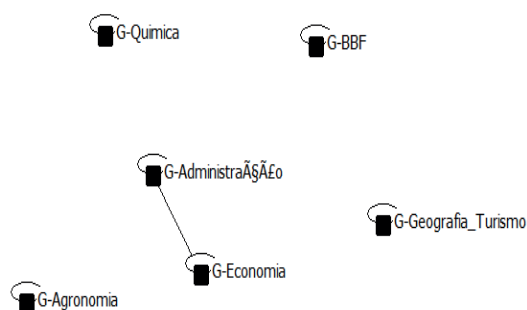 G-Quimica
G-BBF
G-AdministraÃ§Ã£o
G-Geografia_Turismo
G-Economia
G-Agronomia